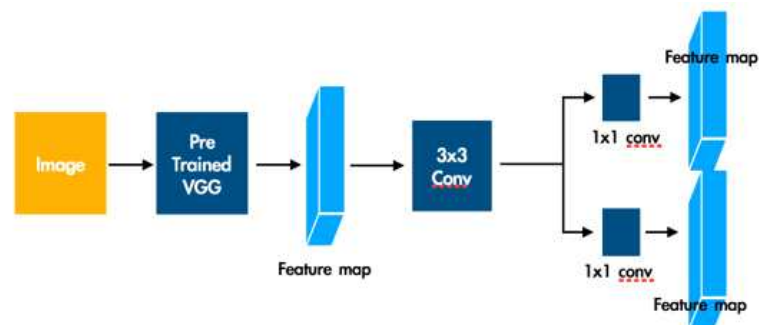 Image
Pre
Trained
VGG
Feature map
3x3
Conv
1x1 conv
Feature map
1x1 conv
Feature map